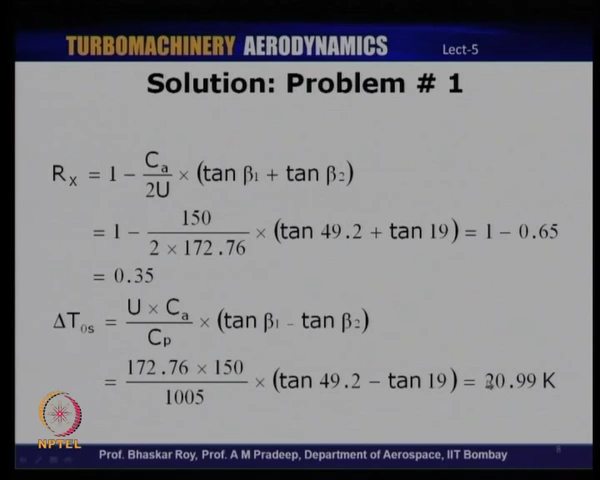 TURBOMACHINERY AERODYNAMICS Lect-5
Solution: Problem # 1
Rₓ = 1 − Cₐ/2U × (tan β₁ + tan β₂)
= 1 − 150/(2 × 172.76) × (tan 49.2 + tan 19) = 1 − 0.65
= 0.35
ΔT₀ₛ = (U × Cₐ)/Cₚ × (tan β₁ − tan β₂)
= (172.76 × 150)/1005 × (tan 49.2 − tan 19) = 20.99 K
NPTEL
Prof. Bhaskar Roy, Prof. A M Pradeep, Department of Aerospace, IIT Bombay 8